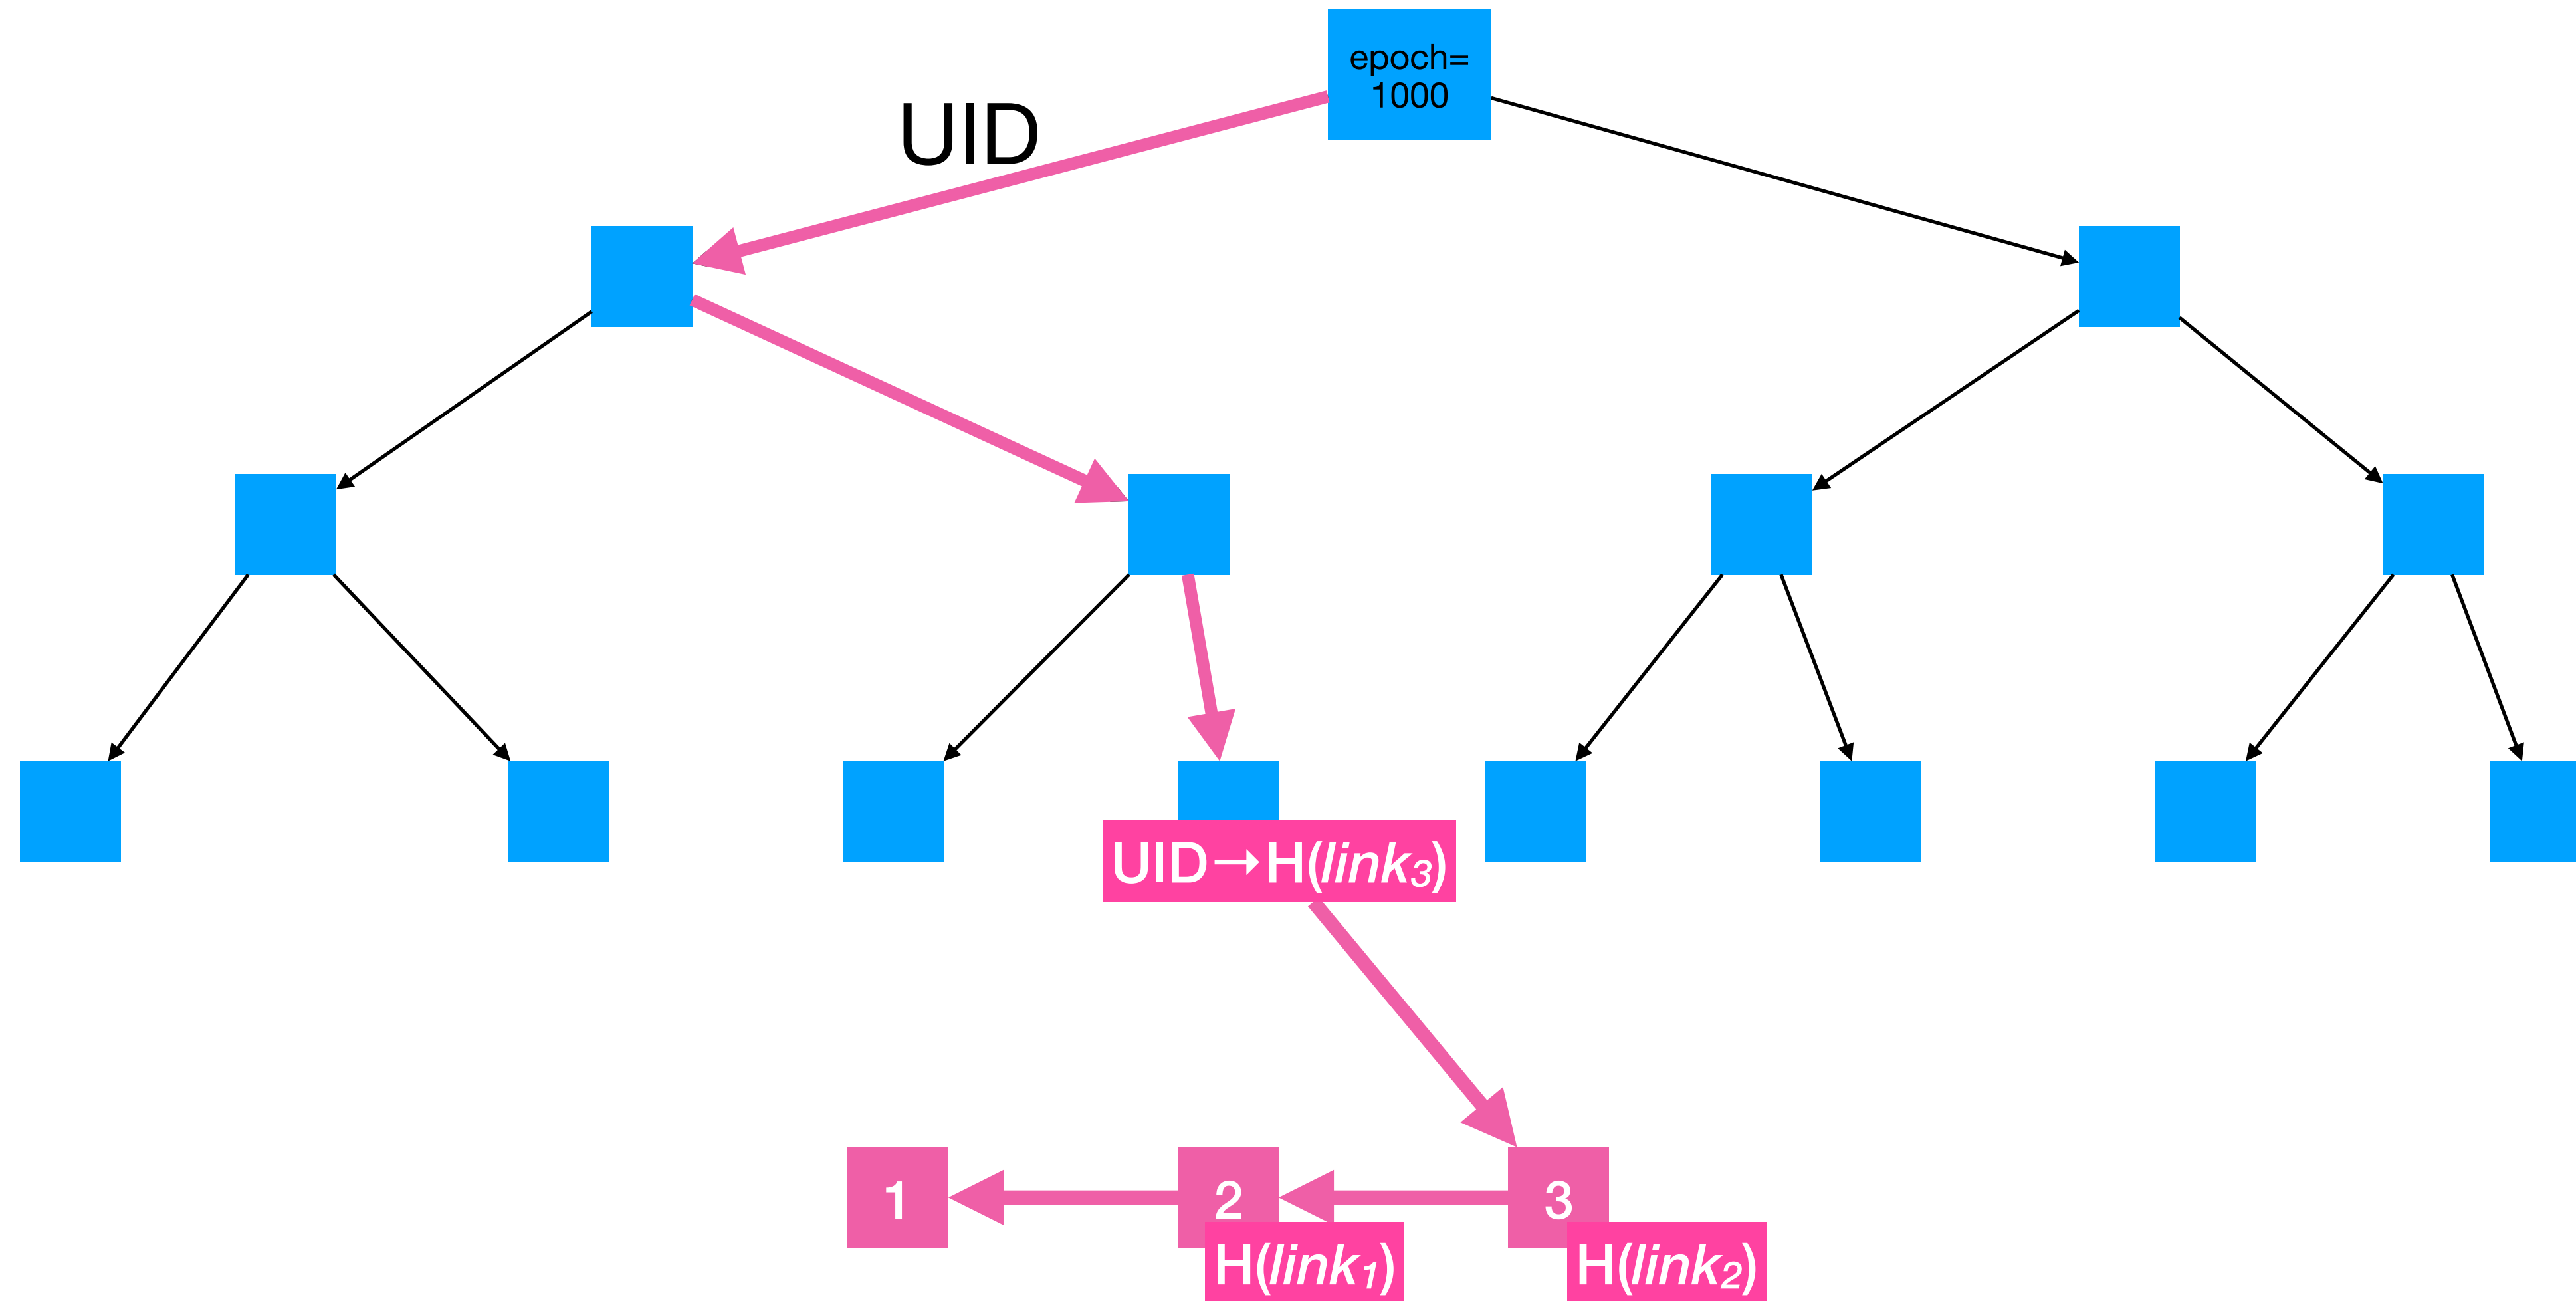 epoch=
1000
UID
UID→H(link₃)
1
2
3
H(link₁)
H(link₂)